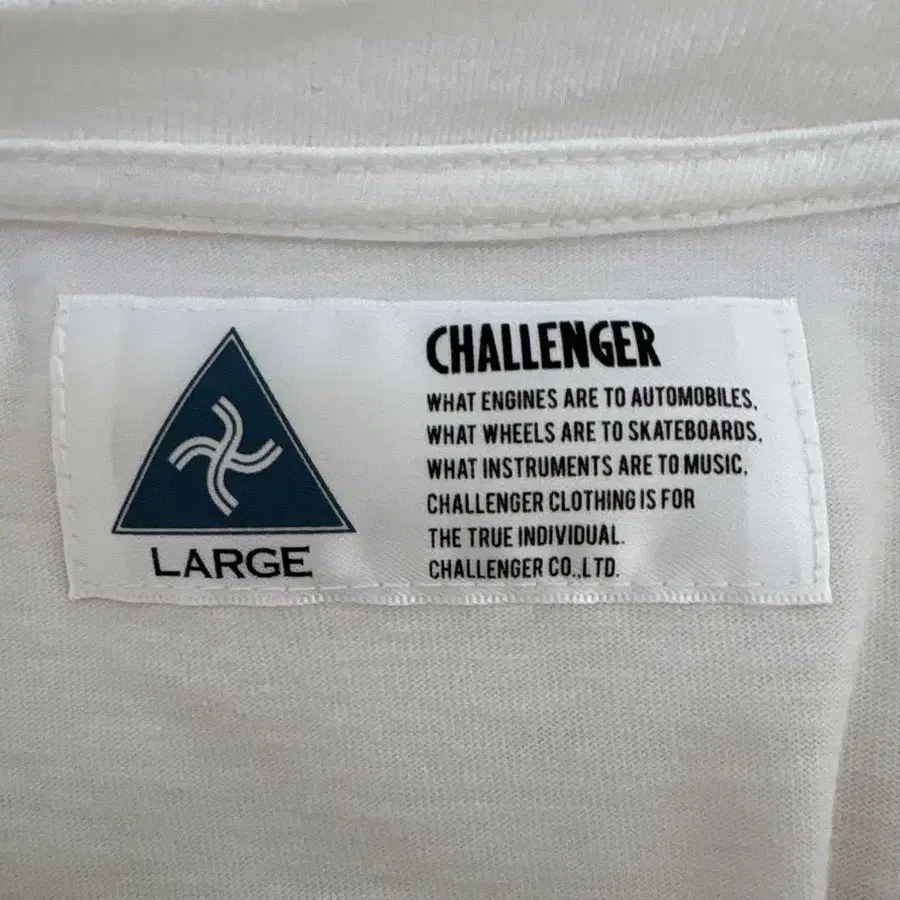 CHALLENGER
WHAT ENGINES ARE TO AUTOMOBILES,
WHAT WHEELS ARE TO SKATEBOARDS,
WHAT INSTRUMENTS ARE TO MUSIC,
CHALLENGER CLOTHING IS FOR
THE TRUE INDIVIDUAL.
CHALLENGER CO.,LTD.
LARGE